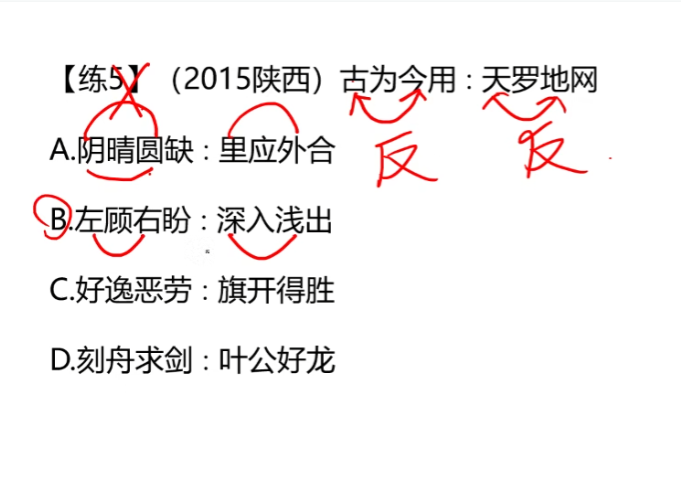 【练5】（2015陕西）古为今用：天罗地网
反 反
A.阴晴圆缺：里应外合
B.左顾右盼：深入浅出
C.好逸恶劳：旗开得胜
D.刻舟求剑：叶公好龙